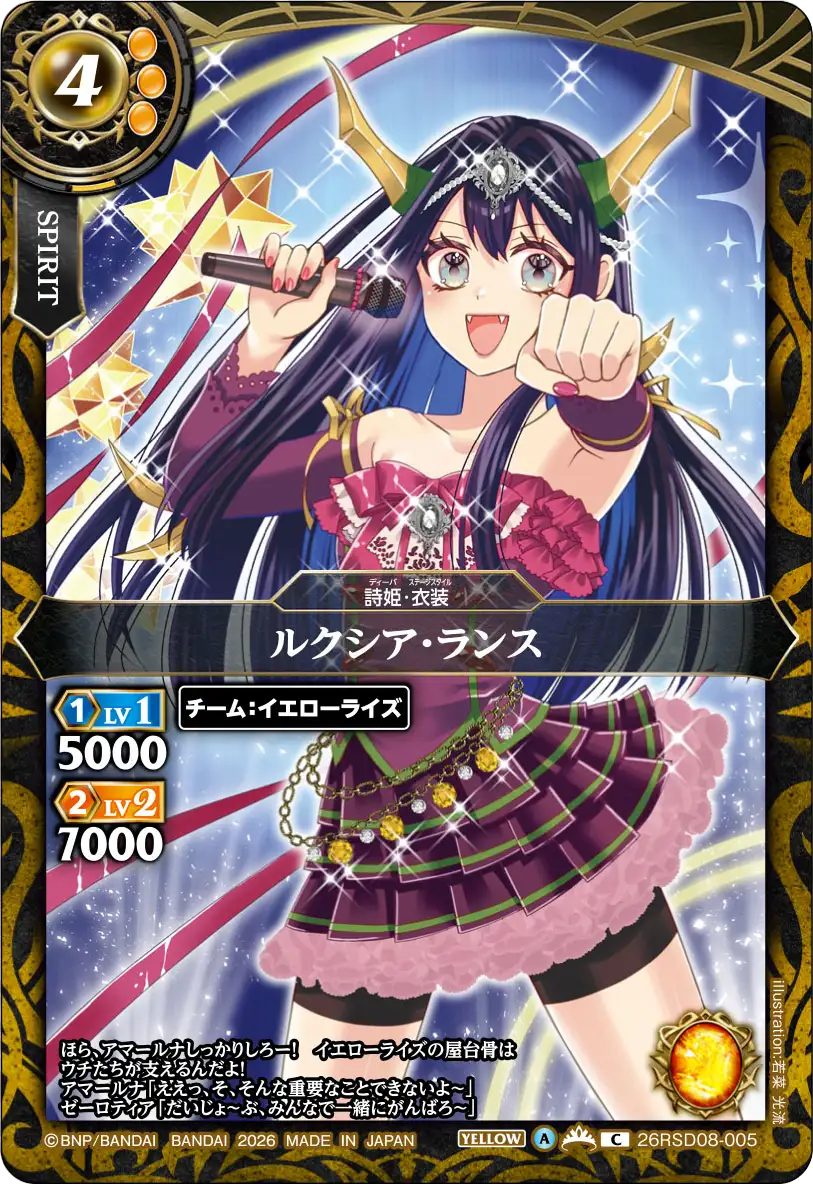 4
SPIRIT
ディーバ ステージスタイル
詩姫・衣装
ルクシア・ランス
1 LV1
5000
チーム：イエローライズ
2 LV2
7000
ほら、アマールナしっかりしろー！　イエローライズの屋台骨は
ウチたちが支えるんだよ！
アマールナ「ええっ、そ、そんな重要なことできないよ～」
ゼーロティア「だいじょ～ぶ、みんなで一緒にがんばろ～」
illustration:若菜 光流
©BNP/BANDAI BANDAI 2026 MADE IN JAPAN YELLOW A C 26RSD08-005